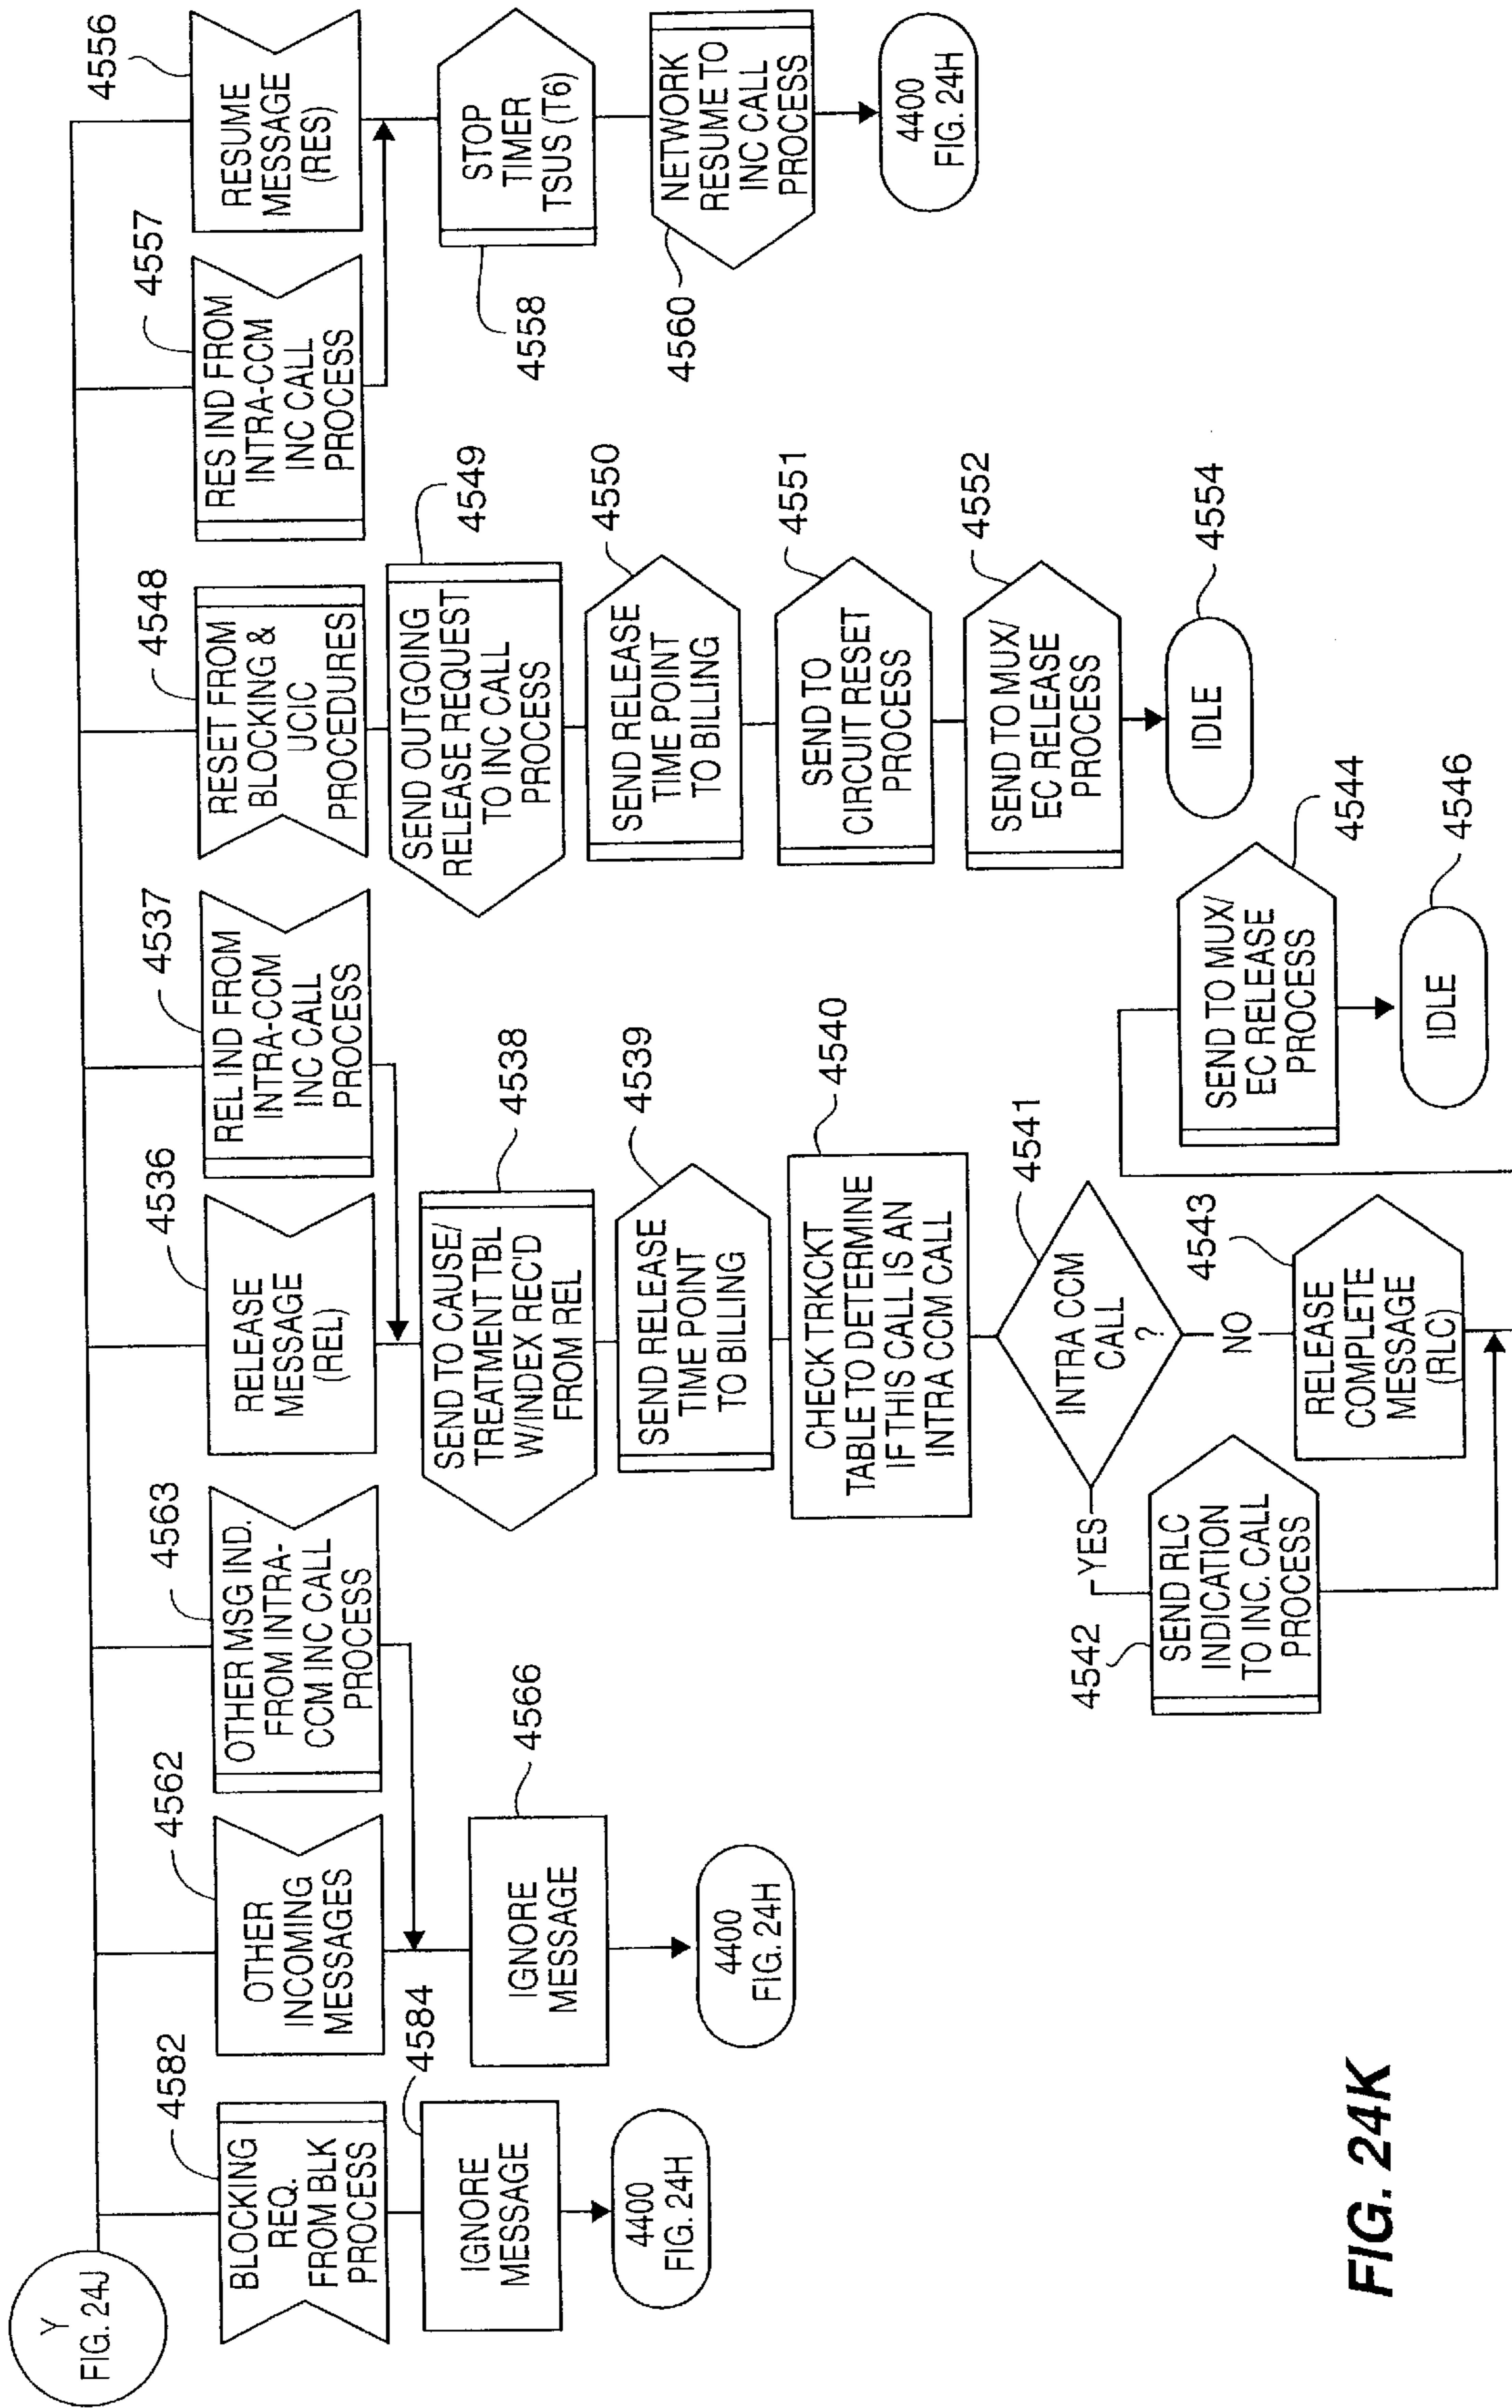 Y
FIG. 24J
4582
BLOCKING
REQ.
FROM BLK
PROCESS
4584
IGNORE
MESSAGE
4400
FIG. 24H
4562
OTHER
INCOMING
MESSAGES
4563
OTHER MSG IND.
FROM INTRA-
CCM INC CALL
PROCESS
4566
IGNORE
MESSAGE
4400
FIG. 24H
4536
RELEASE
MESSAGE
(REL)
4537
REL IND FROM
INTRA-CCM
INC CALL
PROCESS
4538
SEND TO CAUSE/
TREATMENT TBL
W/INDEX REC'D
FROM REL
4539
SEND RELEASE
TIME POINT
TO BILLING
4540
CHECK TRKCKT
TABLE TO DETERMINE
IF THIS CALL IS AN
INTRA CCM CALL
4541
INTRA CCM
CALL
?
YES
NO
4542
SEND RLC
INDICATION
TO INC. CALL
PROCESS
4543
RELEASE
COMPLETE
MESSAGE
(RLC)
4544
SEND TO MUX/
EC RELEASE
PROCESS
4546
IDLE
4548
RESET FROM
BLOCKING &
UCIC
PROCEDURES
4549
SEND OUTGOING
RELEASE REQUEST
TO INC CALL
PROCESS
4550
SEND RELEASE
TIME POINT
TO BILLING
4551
SEND TO
CIRCUIT RESET
PROCESS
4552
SEND TO MUX/
EC RELEASE
PROCESS
4554
IDLE
4557
RES IND FROM
INTRA-CCM
INC CALL
PROCESS
4556
RESUME
MESSAGE
(RES)
4558
STOP
TIMER
TSUS (T6)
4560
NETWORK
RESUME TO
INC CALL
PROCESS
4400
FIG. 24H
FIG. 24K